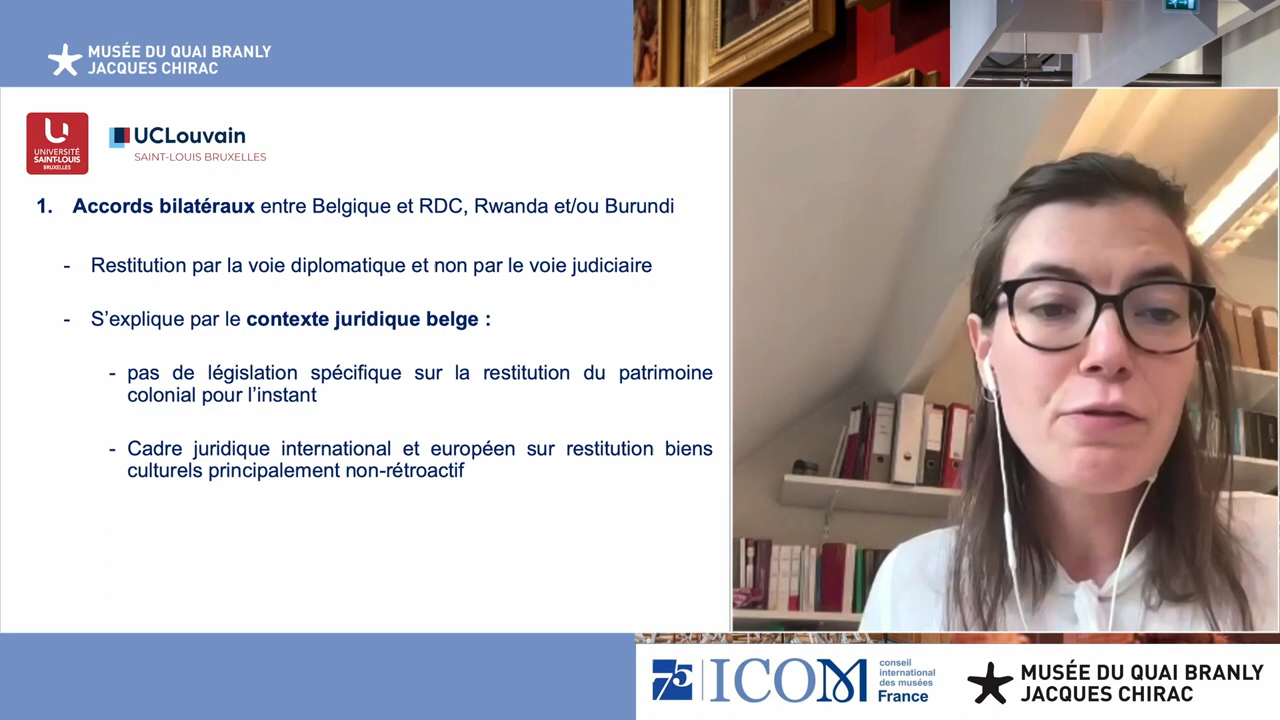 MUSÉE DU QUAI BRANLY
JACQUES CHIRAC
UNIVERSITÉ
SAINT-LOUIS
BRUXELLES
UCLouvain
SAINT-LOUIS BRUXELLES
1. Accords bilatéraux entre Belgique et RDC, Rwanda et/ou Burundi
- Restitution par la voie diplomatique et non par le voie judiciaire
- S'explique par le contexte juridique belge :
- pas de législation spécifique sur la restitution du patrimoine
colonial pour l'instant
- Cadre juridique international et européen sur restitution biens
culturels principalement non-rétroactif
75 ICOM
conseil
international
des musées
France
MUSÉE DU QUAI BRANLY
JACQUES CHIRAC